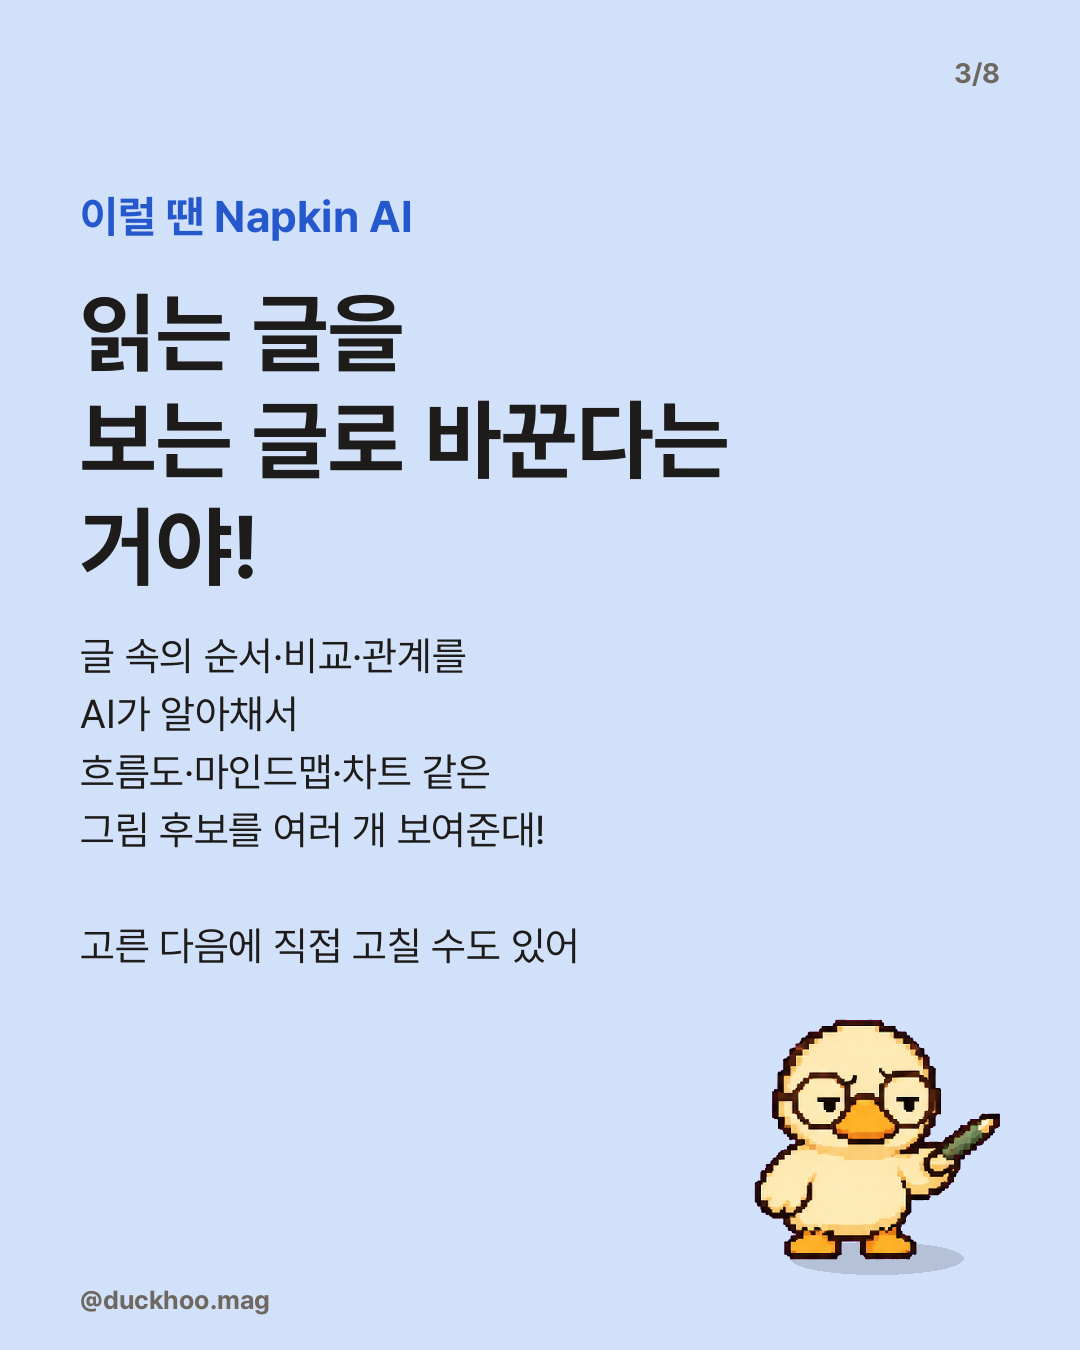 3/8
이럴 땐 Napkin AI
읽는 글을
보는 글로 바꾼다는
거야!
글 속의 순서·비교·관계를
AI가 알아채서
흐름도·마인드맵·차트 같은
그림 후보를 여러 개 보여준대!
고른 다음에 직접 고칠 수도 있어
@duckhoo.mag